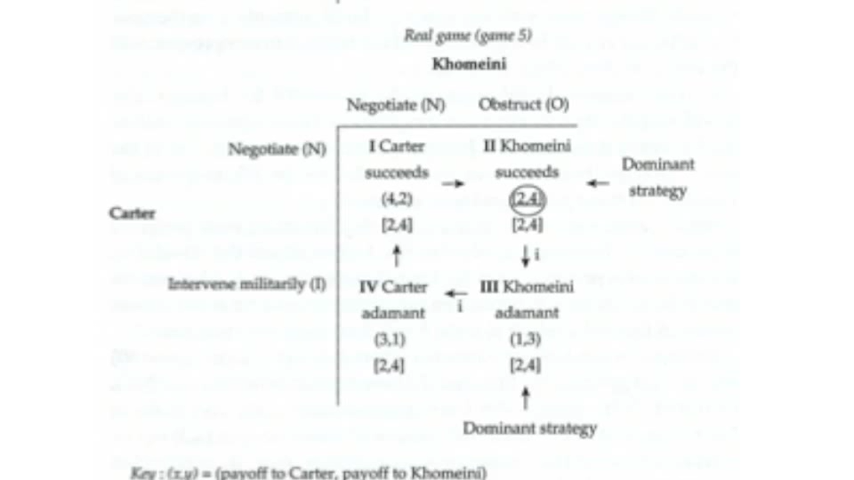 Real game (game 5)
Khomeini
Negotiate (N) Obstruct (O)
Negotiate (N) I Carter II Khomeini
succeeds succeeds Dominant
(4,2) (2,4) strategy
Carter [2,4] [2,4]
i
Intervene militarily (I) IV Carter III Khomeini
adamant i adamant
(3,1) (1,3)
[2,4] [2,4]
Dominant strategy
Key : (x,y) = (payoff to Carter, payoff to Khomeini)